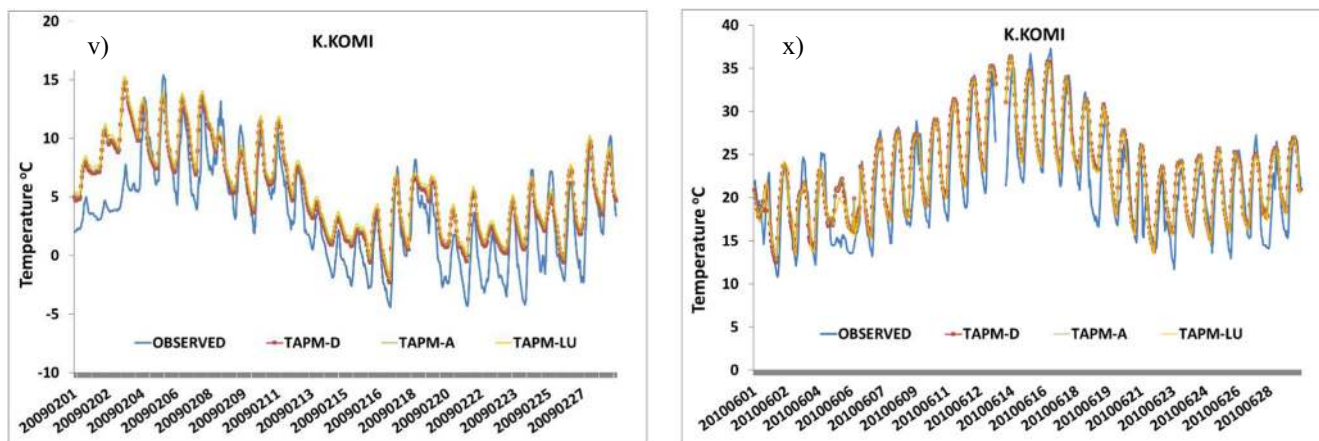 v)
K.KOMI
Temperature °C
20
15
10
5
0
-5
-10
OBSERVED TAPM-D TAPM-A TAPM-LU
20090201 20090202 20090204 20090206 20090208 20090209 20090211 20090213 20090215 20090216 20090218 20090220 20090222 20090223 20090225 20090227
x)
K.KOMI
Temperature °C
40
35
30
25
20
15
10
5
0
OBSERVED TAPM-D TAPM-A TAPM-LU
20100601 20100602 20100604 20100606 20100607 20100609 20100611 20100612 20100614 20100616 20100617 20100619 20100621 20100623 20100624 20100626 20100628